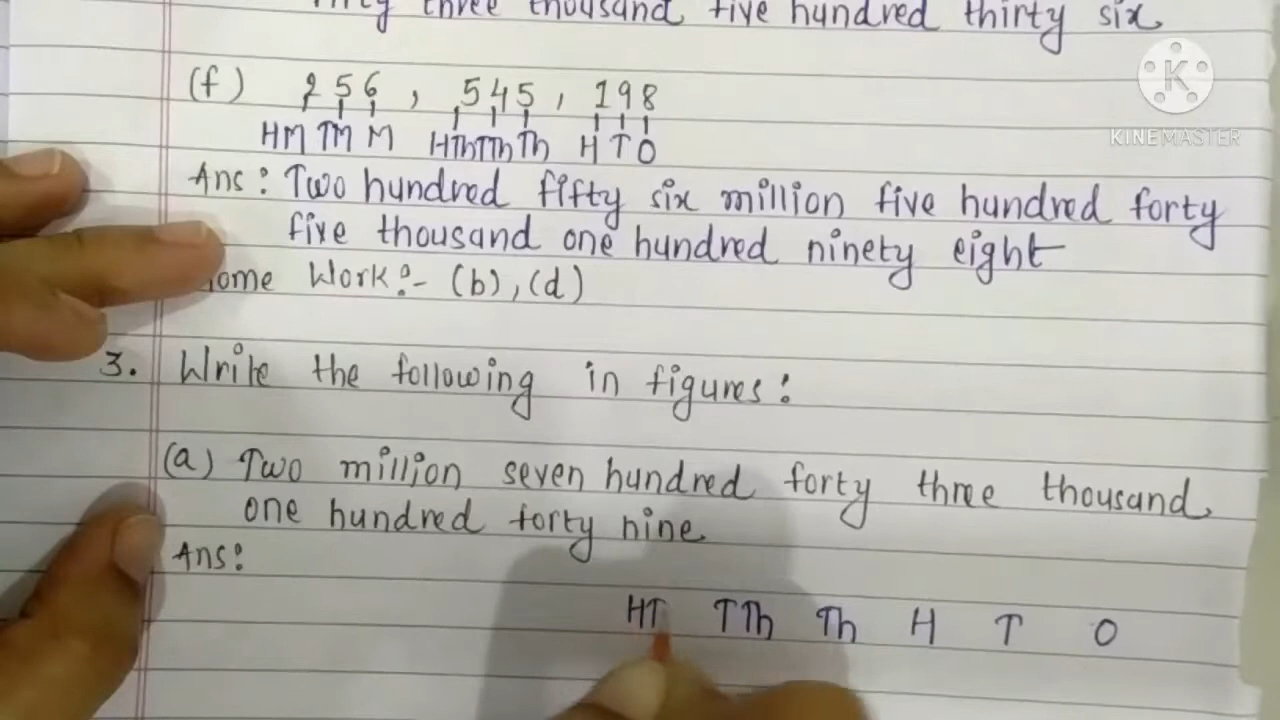 fifty three thousand five hundred thirty six
(f) 256, 545, 198
HM TM M HTh TTh Th H T O
Ans: Two hundred fifty six million five hundred forty
five thousand one hundred ninety eight
ome Work:- (b), (d)
3. Write the following in figures:
(a) Two million seven hundred forty three thousand
one hundred forty nine
Ans:
HT TTh Th H T O
K
KINEMASTER